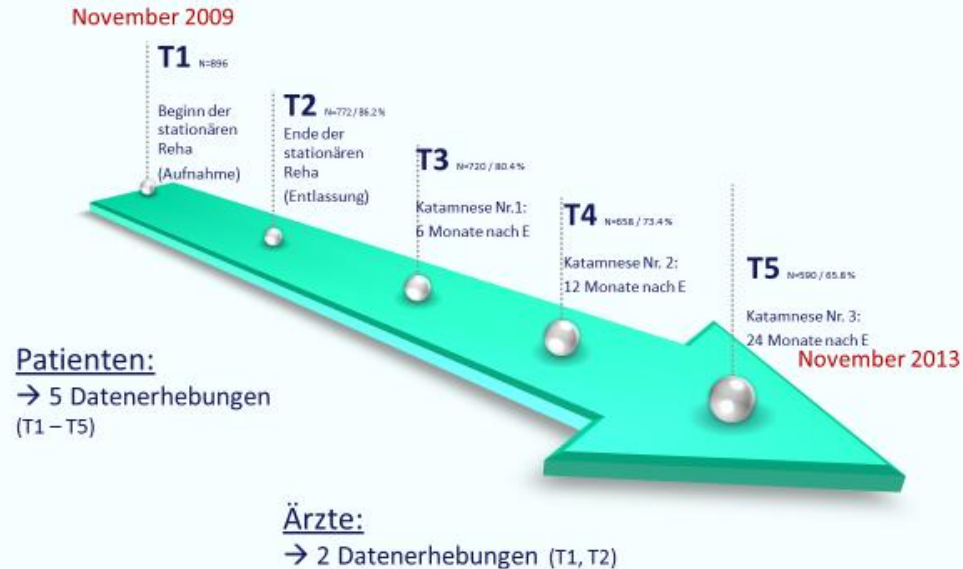 November 2009
T1 N=896
Beginn der
stationären
Reha
(Aufnahme)
T2 N=772 / 86.2%
Ende der
stationären
Reha
(Entlassung)
T3 N=720 / 80.4%
Katamnese Nr.1:
6 Monate nach E
T4 N=658 / 73.4%
Katamnese Nr. 2:
12 Monate nach E
T5 N=590 / 65.8%
Katamnese Nr. 3:
24 Monate nach E
November 2013
Patienten:
→ 5 Datenerhebungen
(T1 – T5)
Ärzte:
→ 2 Datenerhebungen (T1, T2)